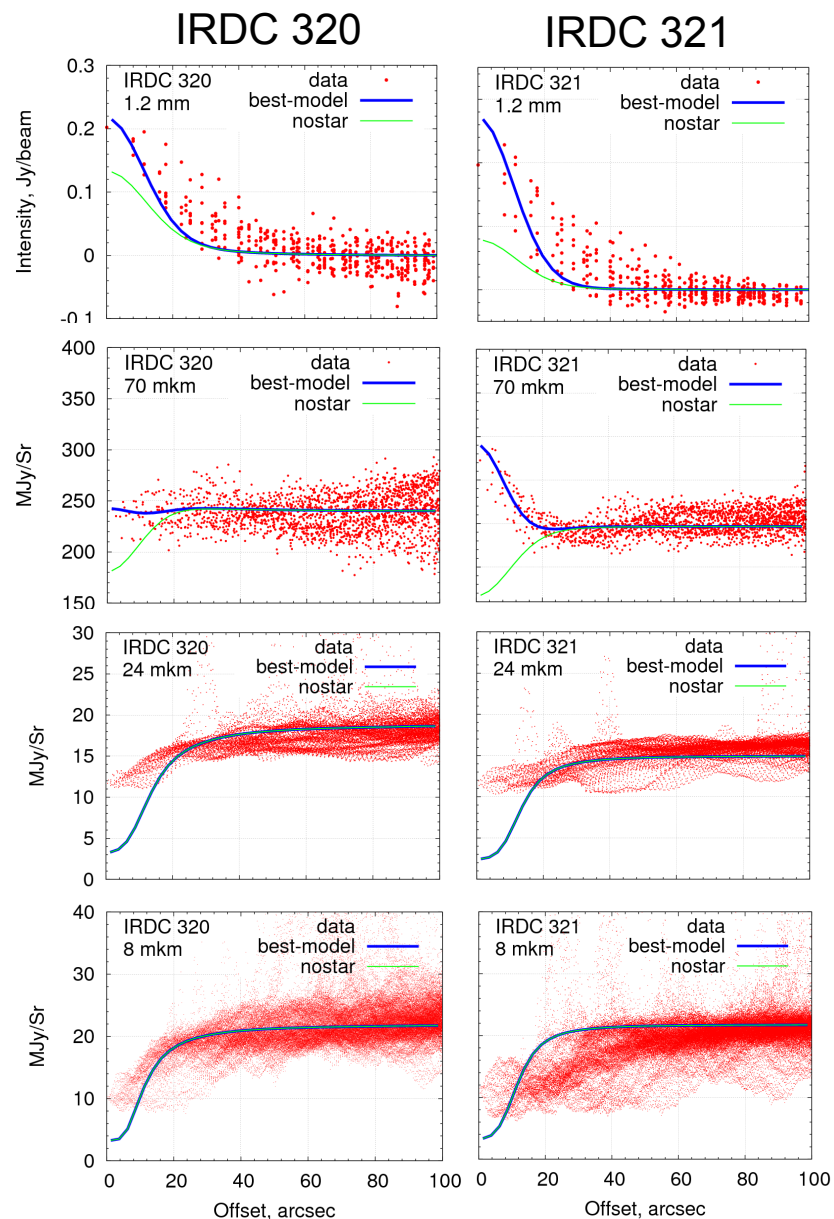 IRDC 320 IRDC 321
IRDC 320
1.2 mm
data
best-model
nostar
0.3
0.2
0.1
0
-0.1
Intensity, Jy/beam
IRDC 321
1.2 mm
data
best-model
nostar
IRDC 320
70 mkm
data
best-model
nostar
400
350
300
250
200
150
MJy/Sr
IRDC 321
70 mkm
data
best-model
nostar
IRDC 320
24 mkm
data
best-model
nostar
30
25
20
15
10
5
0
MJy/Sr
IRDC 321
24 mkm
data
best-model
nostar
IRDC 320
8 mkm
data
best-model
nostar
40
30
20
10
0
MJy/Sr
0 20 40 60 80 100
Offset, arcsec
IRDC 321
8 mkm
data
best-model
nostar
0 20 40 60 80 100
Offset, arcsec